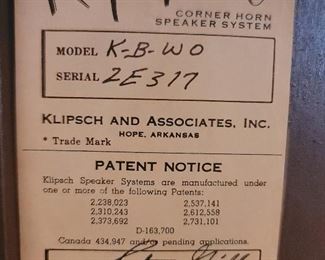 CORNER HORN
SPEAKER SYSTEM
MODEL K-B-WO
SERIAL 2E317
KLIPSCH AND ASSOCIATES, INC.
HOPE, ARKANSAS
* Trade Mark
PATENT NOTICE
Klipsch Speaker Systems are manufactured under
one or more of the following Patents:
2,238,023 2,537,141
2,310,243 2,612,558
2,373,692 2,731,101
D-163,700
Canada 434,947 and/or pending applications.